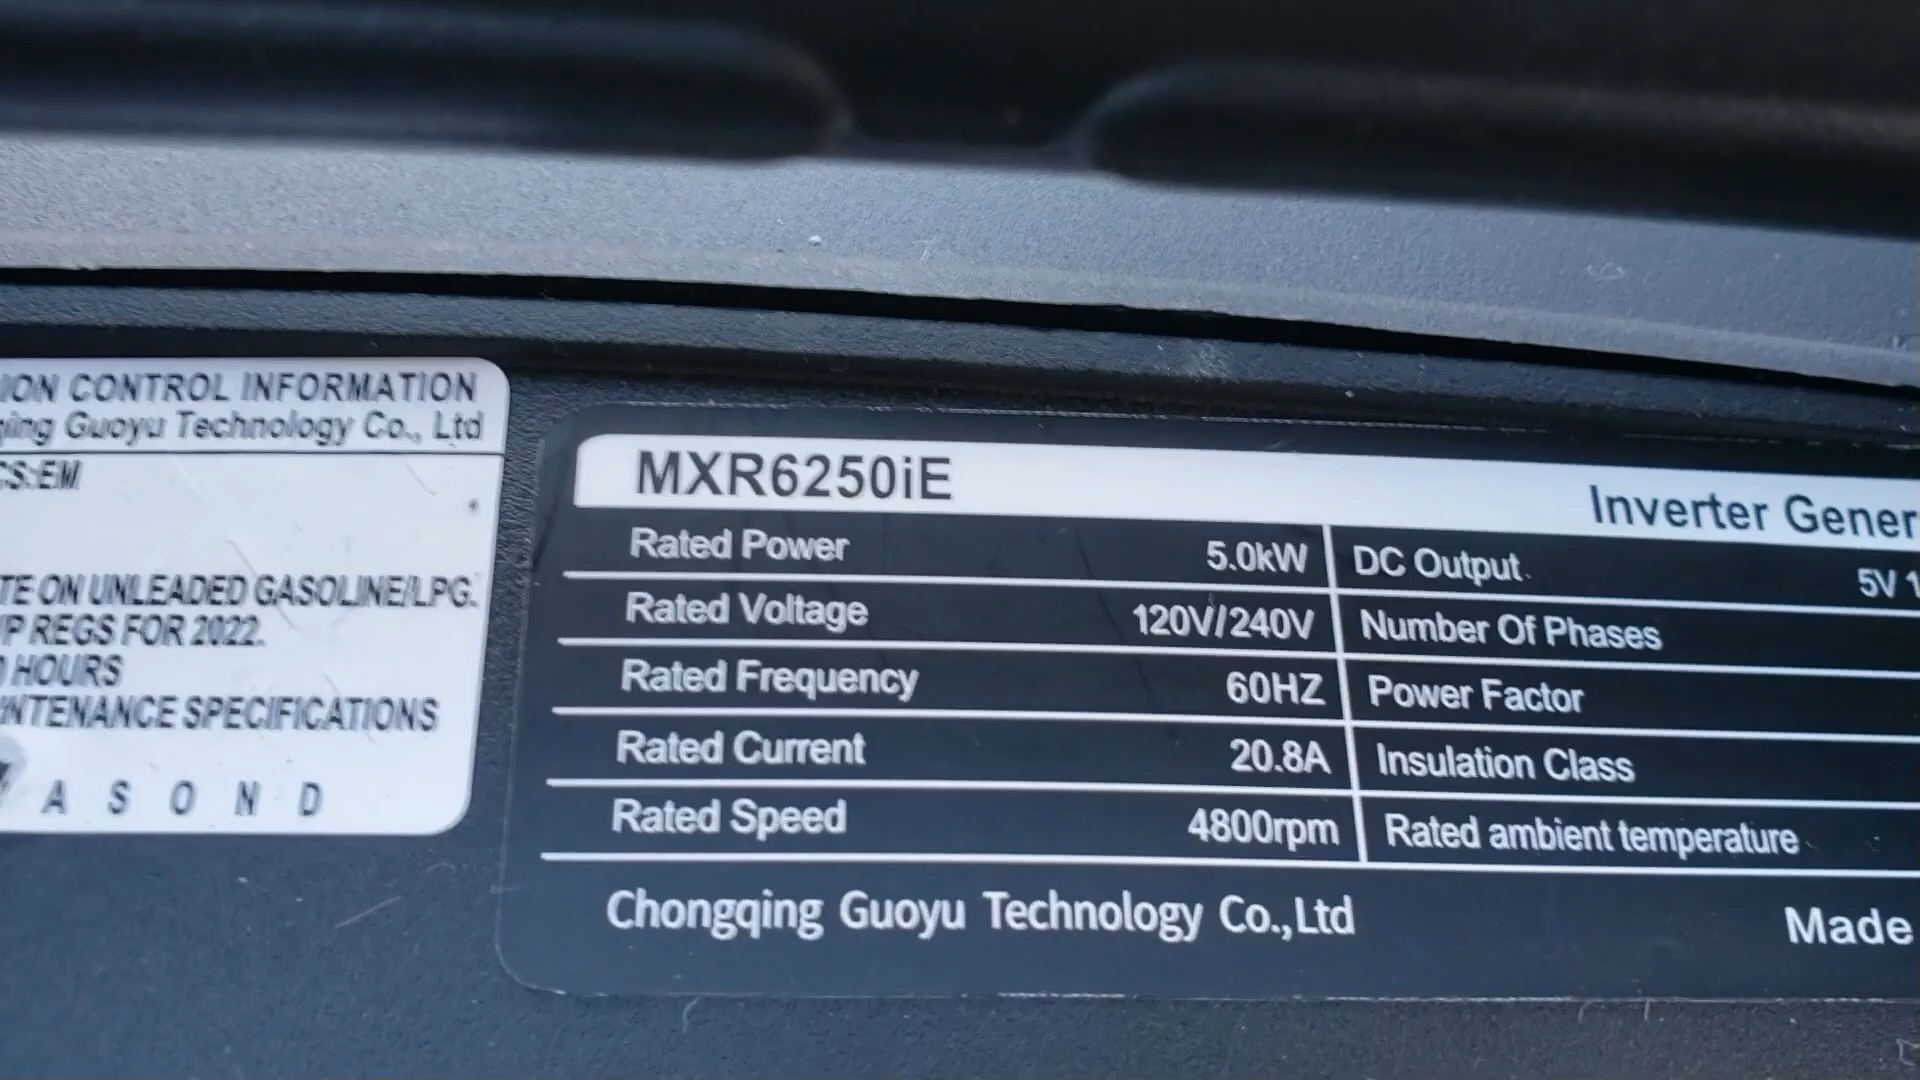 ION CONTROL INFORMATION
qing Guoyu Technology Co., Ltd
CS:EM
TE ON UNLEADED GASOLINE/LPG.
REGS FOR 2022.
HOURS
NTENANCE SPECIFICATIONS
A S O N D
MXR6250iE
Inverter Gener
Rated Power 5.0kW DC Output 5V 1
Rated Voltage 120V/240V Number Of Phases
Rated Frequency 60HZ Power Factor
Rated Current 20.8A Insulation Class
Rated Speed 4800rpm Rated ambient temperature
Chongqing Guoyu Technology Co.,Ltd
Made